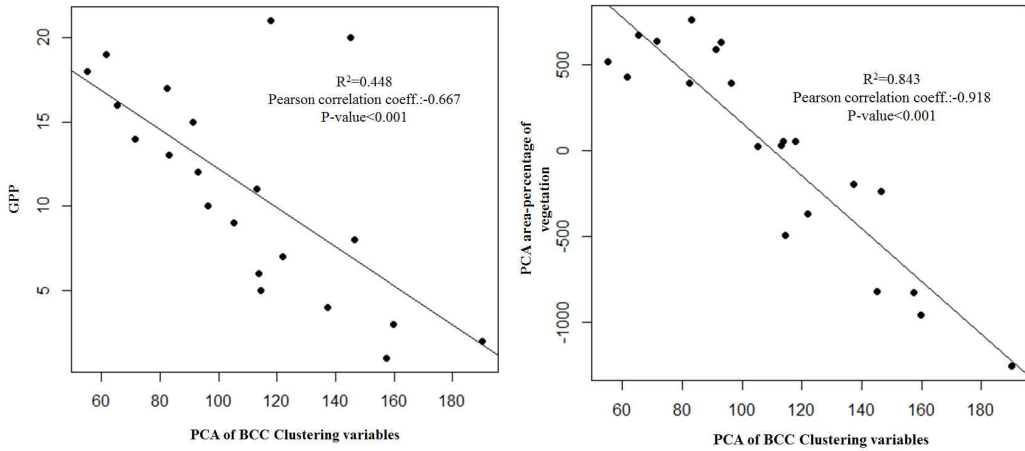 20
15
10
5
GPP
R²=0.448
Pearson correlation coeff.:-0.667
P-value<0.001
60 80 100 120 140 160 180
PCA of BCC Clustering variables
500
0
-500
-1000
PCA area-percentage of
vegetation
R²=0.843
Pearson correlation coeff.:-0.918
P-value<0.001
60 80 100 120 140 160 180
PCA of BCC Clustering variables